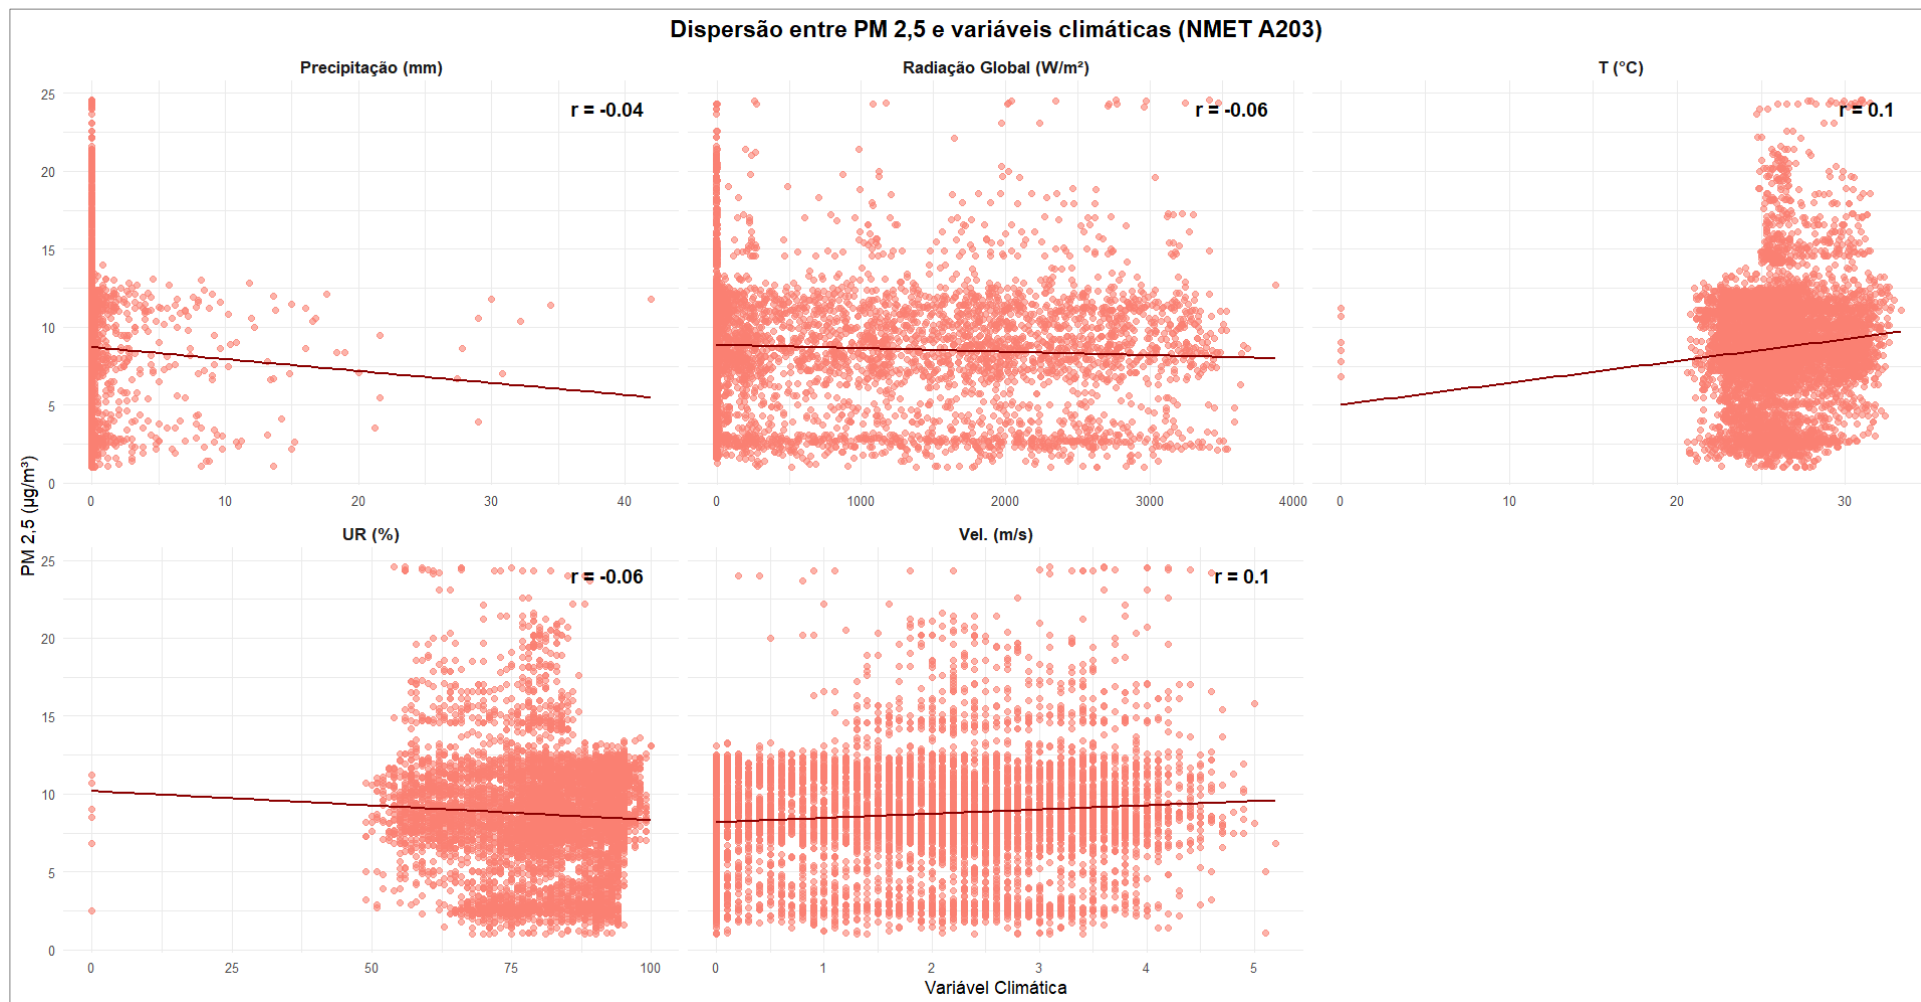 Dispersão entre PM 2,5 e variáveis climáticas (NMET A203)
Precipitação (mm)
Radiação Global (W/m²)
T (°C)
r = -0.04
r = -0.06
r = 0.1
25
20
15
10
5
0
0 10 20 30 40
0 1000 2000 3000 4000
0 10 20 30
PM 2,5 (µg/m³)
UR (%)
Vel. (m/s)
r = -0.06
r = 0.1
25
20
15
10
5
0
0 25 50 75 100
0 1 2 3 4 5
Variável Climática